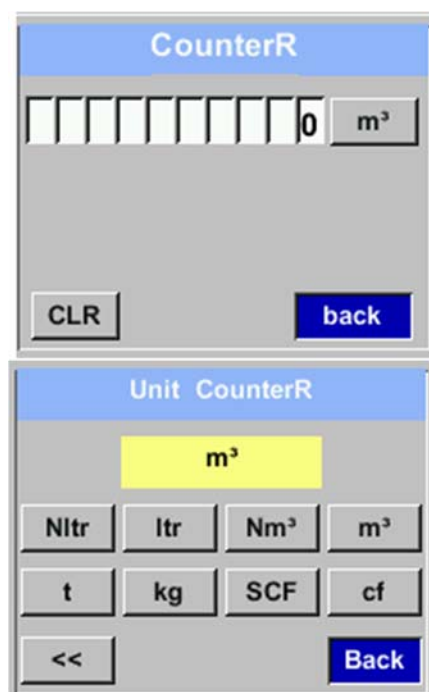 CounterR
0 m³
CLR back
Unit CounterR
m³
Nltr ltr Nm³ m³
t kg SCF cf
<< Back